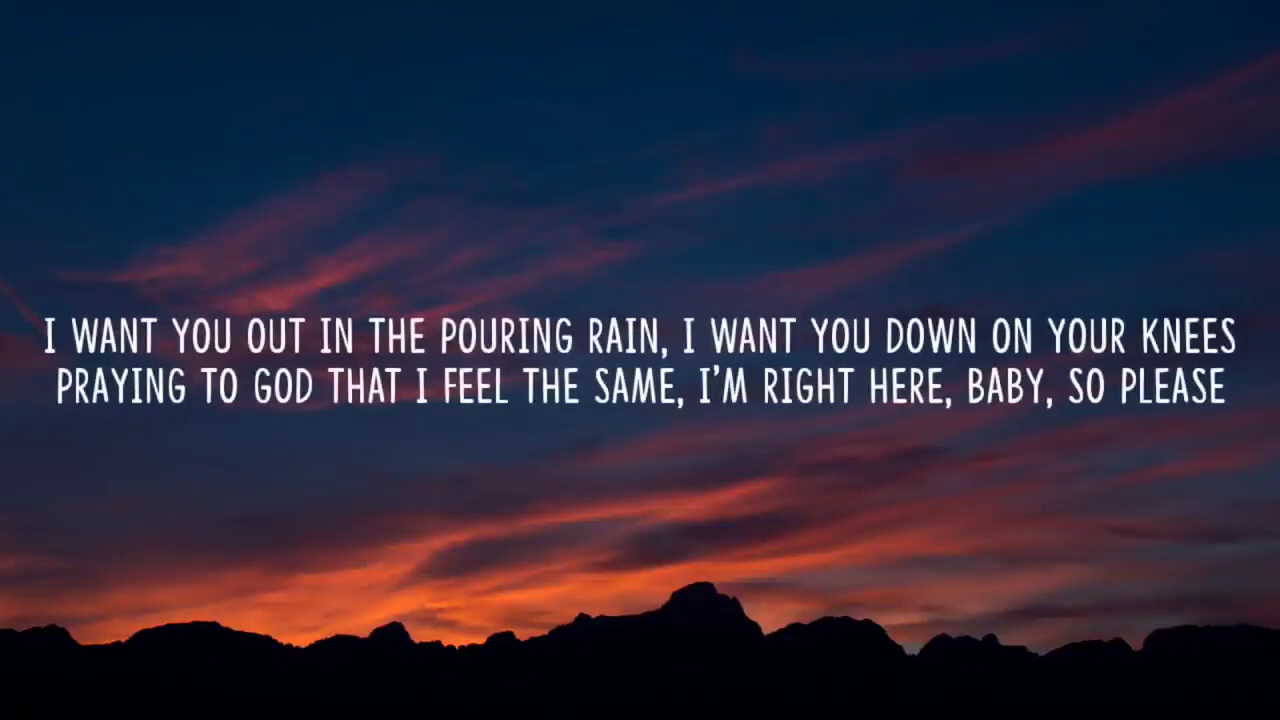 I WANT YOU OUT IN THE POURING RAIN, I WANT YOU DOWN ON YOUR KNEES
PRAYING TO GOD THAT I FEEL THE SAME, I'M RIGHT HERE, BABY, SO PLEASE